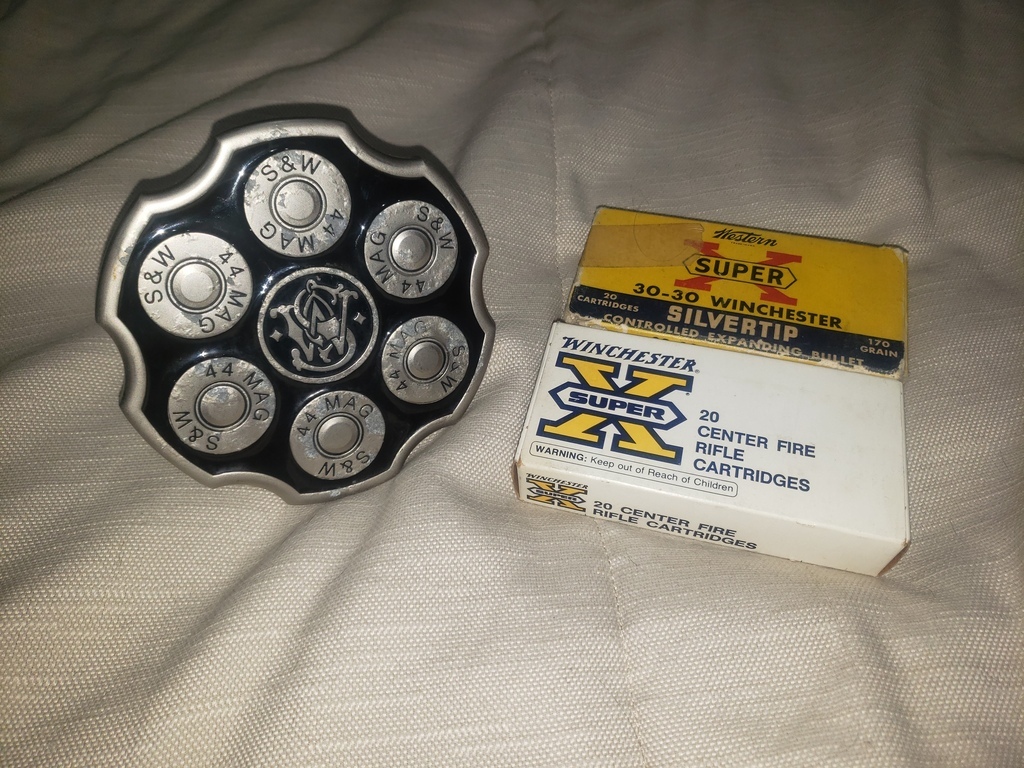 S&W
44 MAG
S&W
44 MAG
S&W
44 MAG
S&W
44 MAG
44 MAG
S&W
44 MAG
S&W
Western
SUPER
X
30-30 WINCHESTER
20
CARTRIDGES
SILVERTIP
CONTROLLED EXPANDING BULLET
170
GRAIN
WINCHESTER
SUPER
X
20
CENTER FIRE
RIFLE
CARTRIDGES
WARNING: Keep out of Reach of Children
WINCHESTER
SUPER
X
20 CENTER FIRE
RIFLE CARTRIDGES